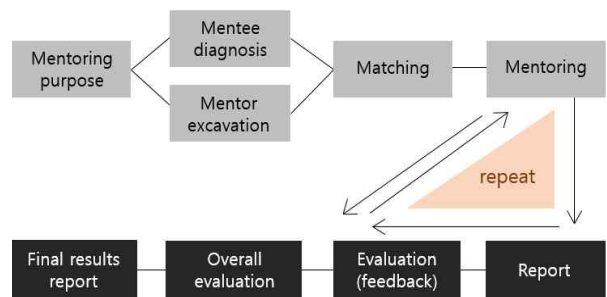 Mentoring
purpose
Mentee
diagnosis
Mentor
excavation
Matching
Mentoring
repeat
Final results
report
Overall
evaluation
Evaluation
(feedback)
Report